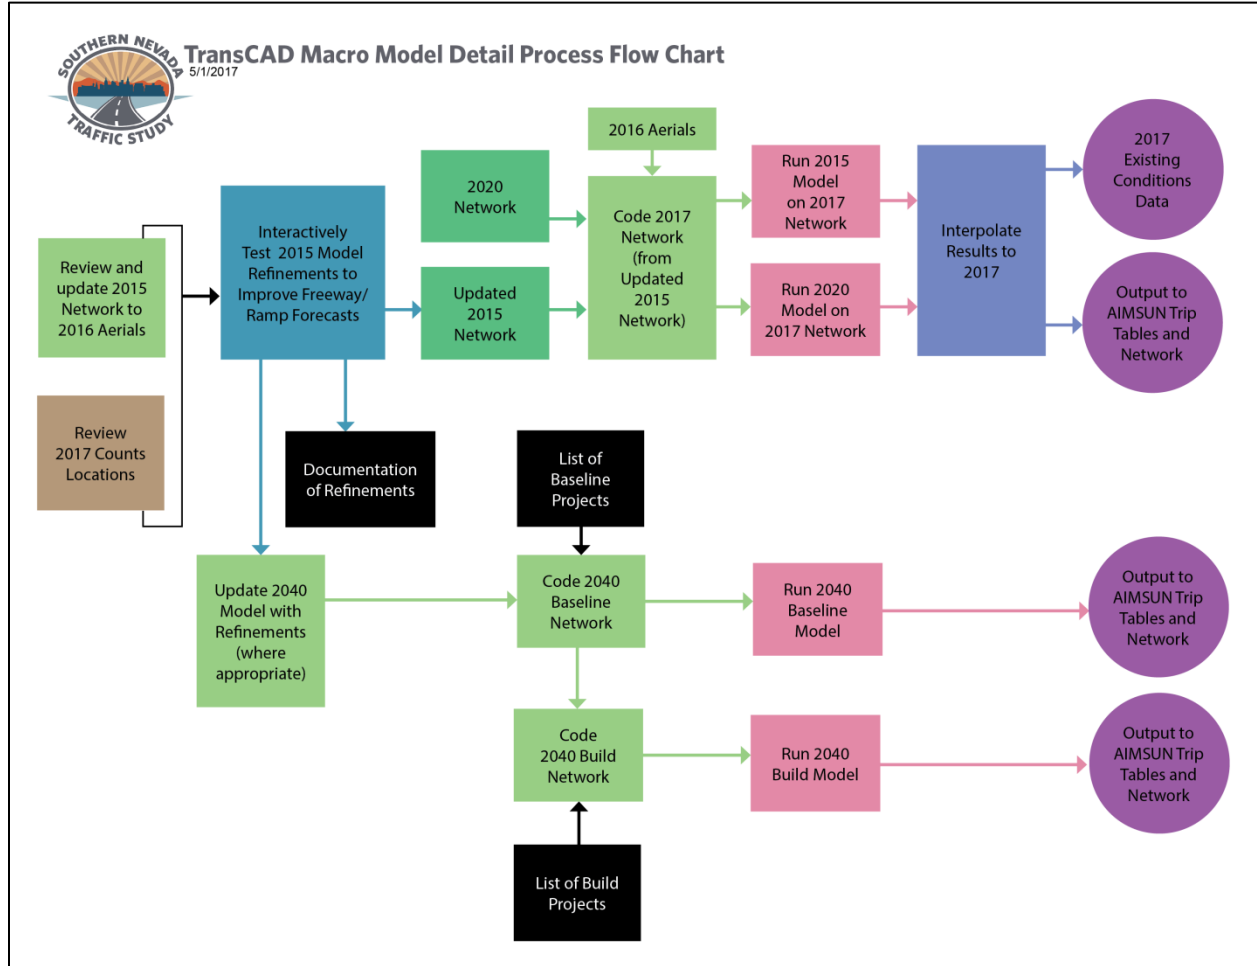 SOUTHERN NEVADA
TRAFFIC STUDY
TransCAD Macro Model Detail Process Flow Chart
5/1/2017
Review and
update 2015
Network to
2016 Aerials
Review
2017 Counts
Locations
Interactively
Test 2015 Model
Refinements to
Improve Freeway/
Ramp Forecasts
2020
Network
Updated
2015
Network
2016 Aerials
Code 2017
Network
(from
Updated
2015
Network)
Run 2015
Model
on 2017
Network
Run 2020
Model on
2017 Network
Interpolate
Results to
2017
2017
Existing
Conditions
Data
Output to
AIMSUN Trip
Tables and
Network
Documentation
of Refinements
List of
Baseline
Projects
Update 2040
Model with
Refinements
(where
appropriate)
Code 2040
Baseline
Network
Run 2040
Baseline
Model
Output to
AIMSUN Trip
Tables and
Network
Code
2040 Build
Network
Run 2040
Build Model
Output to
AIMSUN Trip
Tables and
Network
List of Build
Projects